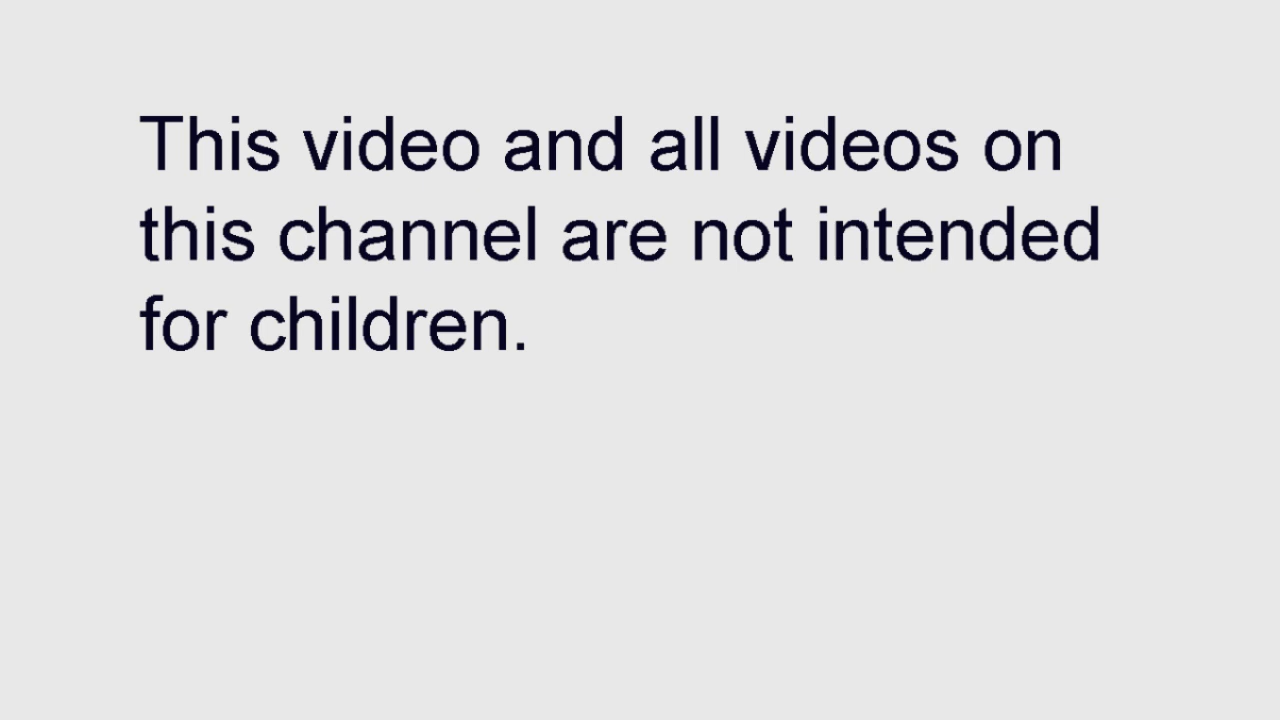 This video and all videos on
this channel are not intended
for children.